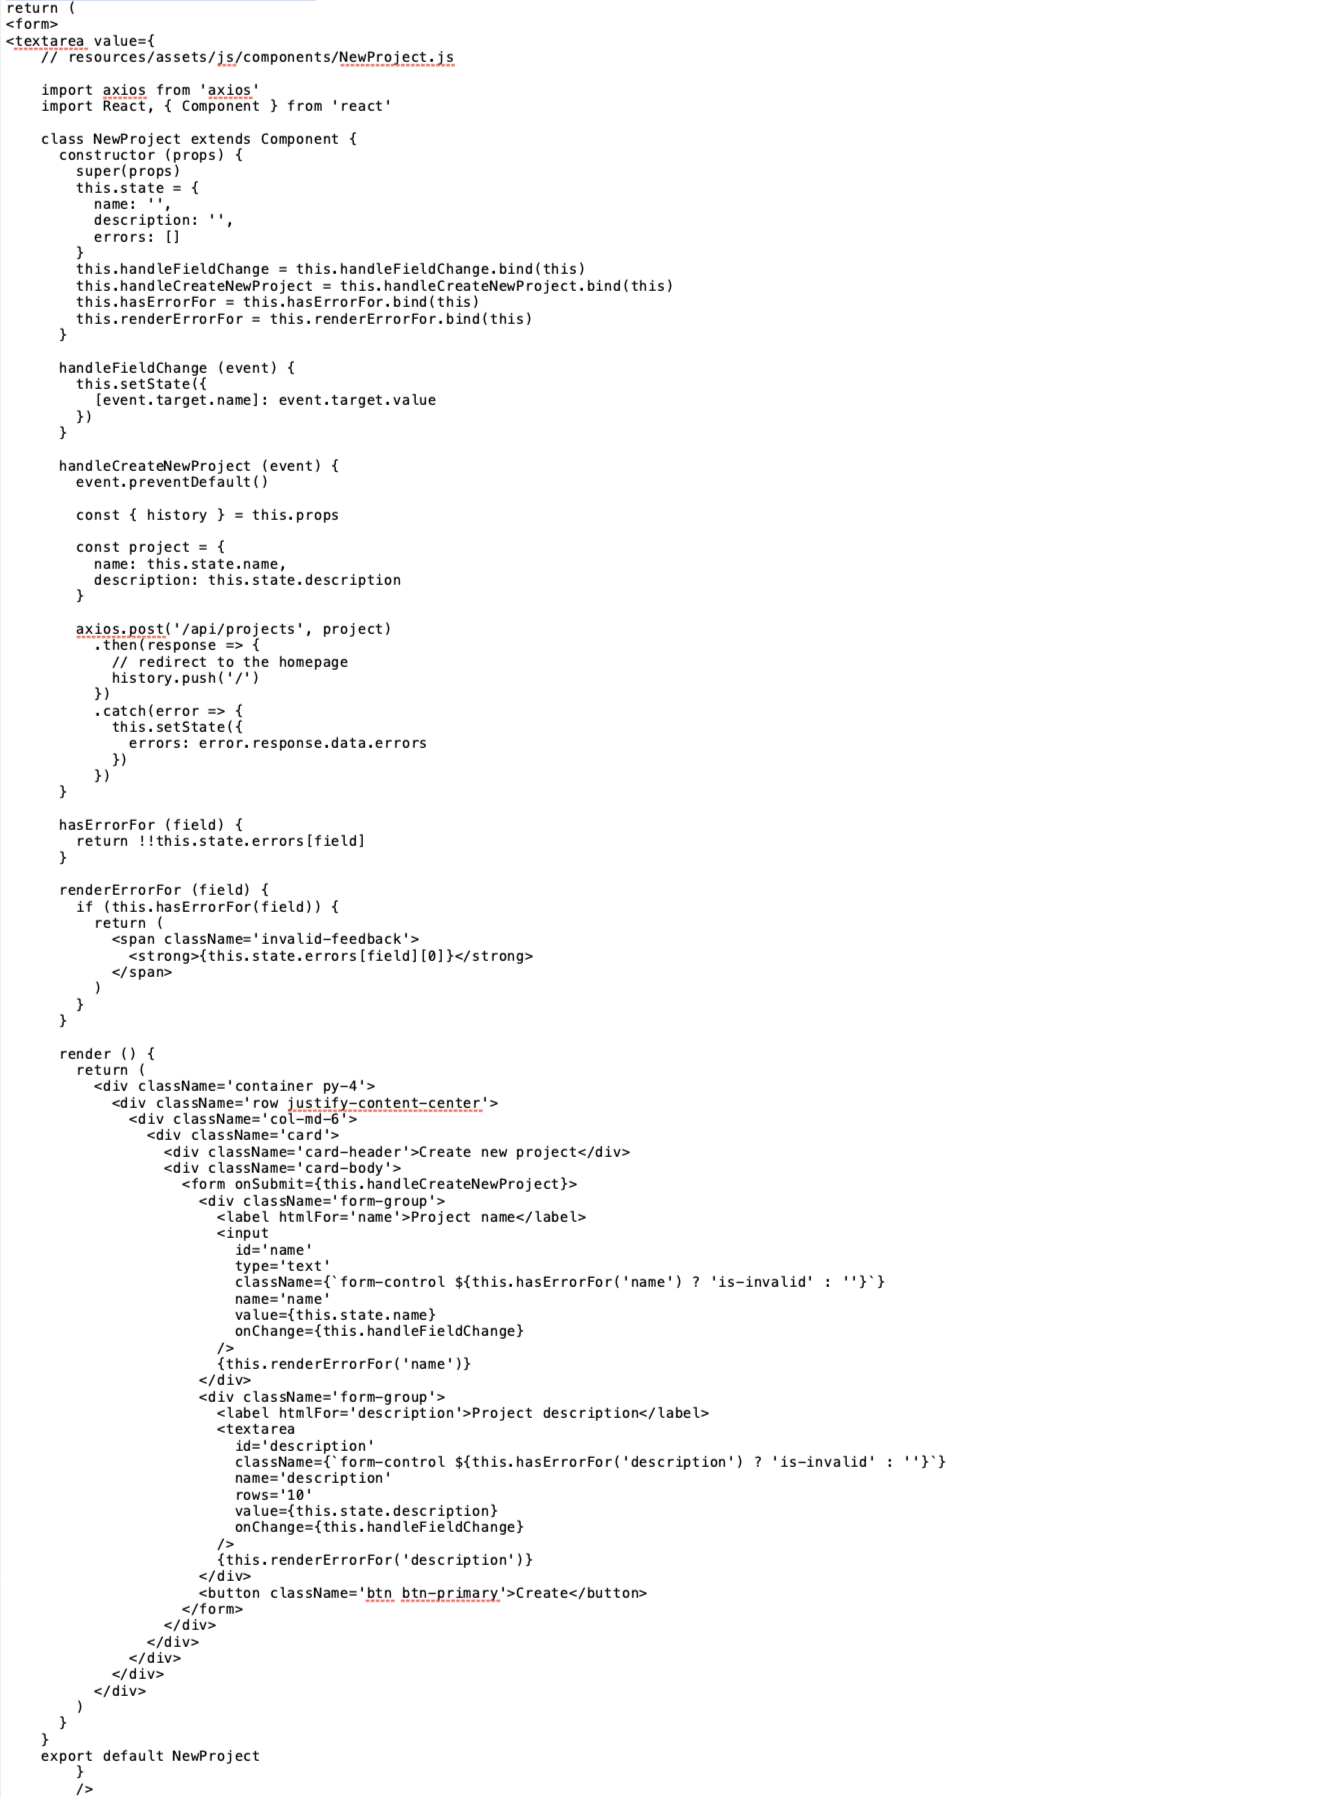 return (
<form>
<textarea value={
// resources/assets/js/components/NewProject.js
import axios from 'axios'
import React, { Component } from 'react'
class NewProject extends Component {
constructor (props) {
super(props)
this.state = {
name: '',
description: '',
errors: []
}
this.handleFieldChange = this.handleFieldChange.bind(this)
this.handleCreateNewProject = this.handleCreateNewProject.bind(this)
this.hasErrorFor = this.hasErrorFor.bind(this)
this.renderErrorFor = this.renderErrorFor.bind(this)
}
handleFieldChange (event) {
this.setState({
[event.target.name]: event.target.value
})
}
handleCreateNewProject (event) {
event.preventDefault()
const { history } = this.props
const project = {
name: this.state.name,
description: this.state.description
}
axios.post('/api/projects', project)
.then(response => {
// redirect to the homepage
history.push('/')
})
.catch(error => {
this.setState({
errors: error.response.data.errors
})
})
}
hasErrorFor (field) {
return !!this.state.errors[field]
}
renderErrorFor (field) {
if (this.hasErrorFor(field)) {
return (
<span className='invalid-feedback'>
<strong>{this.state.errors[field][0]}</strong>
</span>
)
}
}
render () {
return (
<div className='container py-4'>
<div className='row justify-content-center'>
<div className='col-md-6'>
<div className='card'>
<div className='card-header'>Create new project</div>
<div className='card-body'>
<form onSubmit={this.handleCreateNewProject}>
<div className='form-group'>
<label htmlFor='name'>Project name</label>
<input
id='name'
type='text'
className={`form-control ${this.hasErrorFor('name') ? 'is-invalid' : ''}`}
name='name'
value={this.state.name}
onChange={this.handleFieldChange}
/>
{this.renderErrorFor('name')}
</div>
<div className='form-group'>
<label htmlFor='description'>Project description</label>
<textarea
id='description'
className={`form-control ${this.hasErrorFor('description') ? 'is-invalid' : ''}`}
name='description'
rows='10'
value={this.state.description}
onChange={this.handleFieldChange}
/>
{this.renderErrorFor('description')}
</div>
<button className='btn btn-primary'>Create</button>
</form>
</div>
</div>
</div>
</div>
</div>
)
}
}
export default NewProject
}
/>